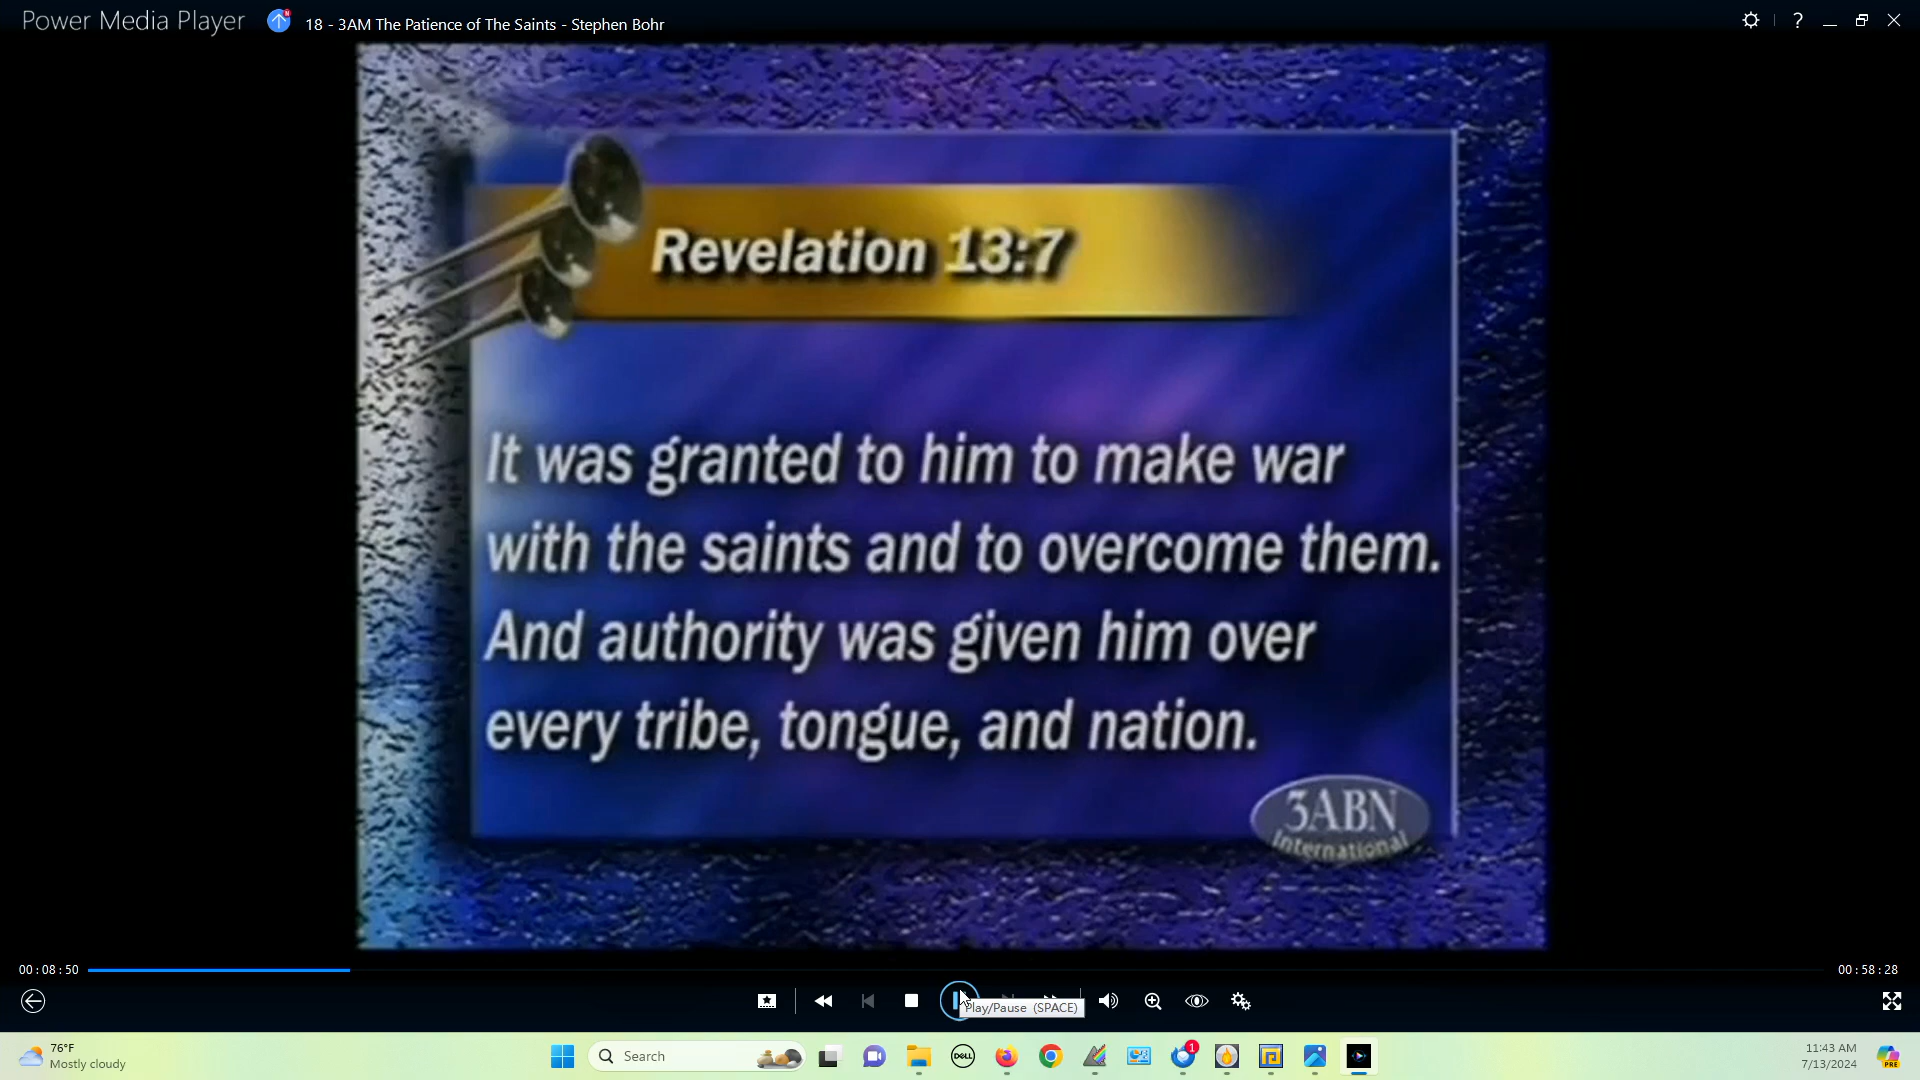 Power Media Player
18 - 3AM The Patience of The Saints - Stephen Bohr
Revelation 13:7
It was granted to him to make war
with the saints and to overcome them.
And authority was given him over
every tribe, tongue, and nation.
3ABN
International
00:08:50
00:58:28
Play/Pause (SPACE)
76°F
Mostly cloudy
Search
DELL
1
PRE
11:43 AM
7/13/2024